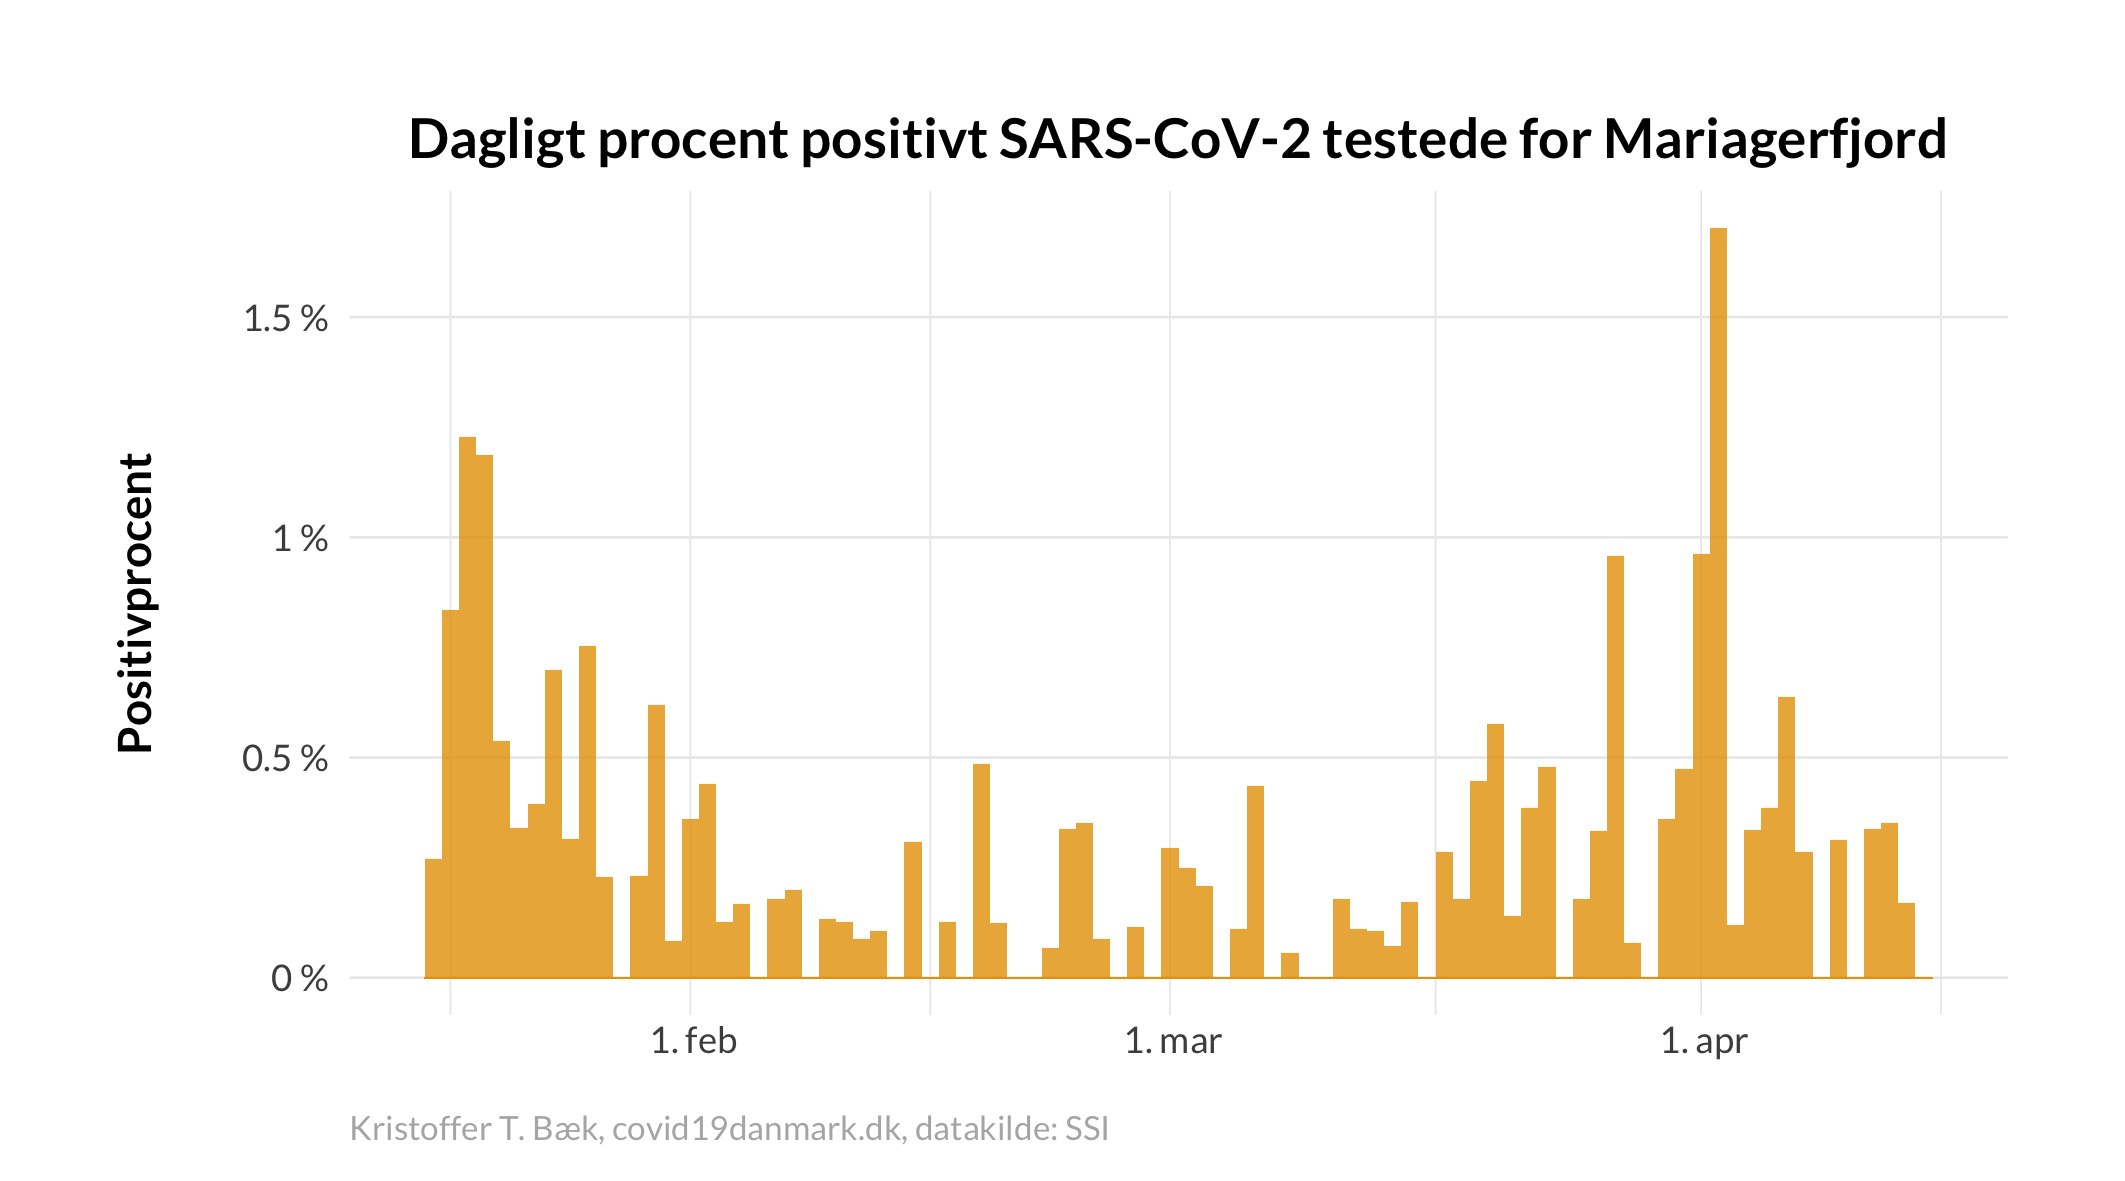 Dagligt procent positivt SARS-CoV-2 testede for Mariagerfjord
Positivprocent
1.5 %
1 %
0.5 %
0 %
1. feb
1. mar
1. apr
Kristoffer T. Bæk, covid19danmark.dk, datakilde: SSI